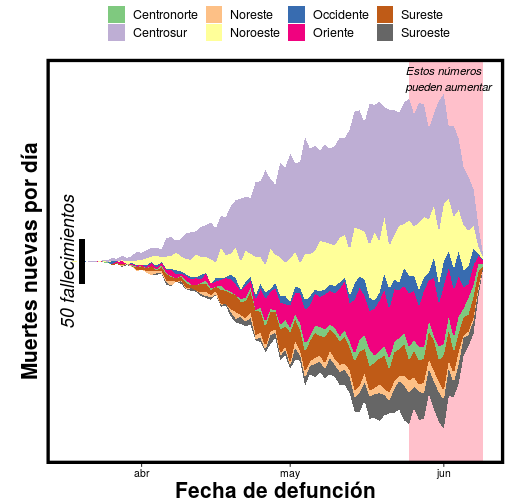 Centronorte Noreste Occidente Sureste
Centrosur Noroeste Oriente Suroeste
Estos números
pueden aumentar
Muertes nuevas por día
50 fallecimientos
abr may jun
Fecha de defunción